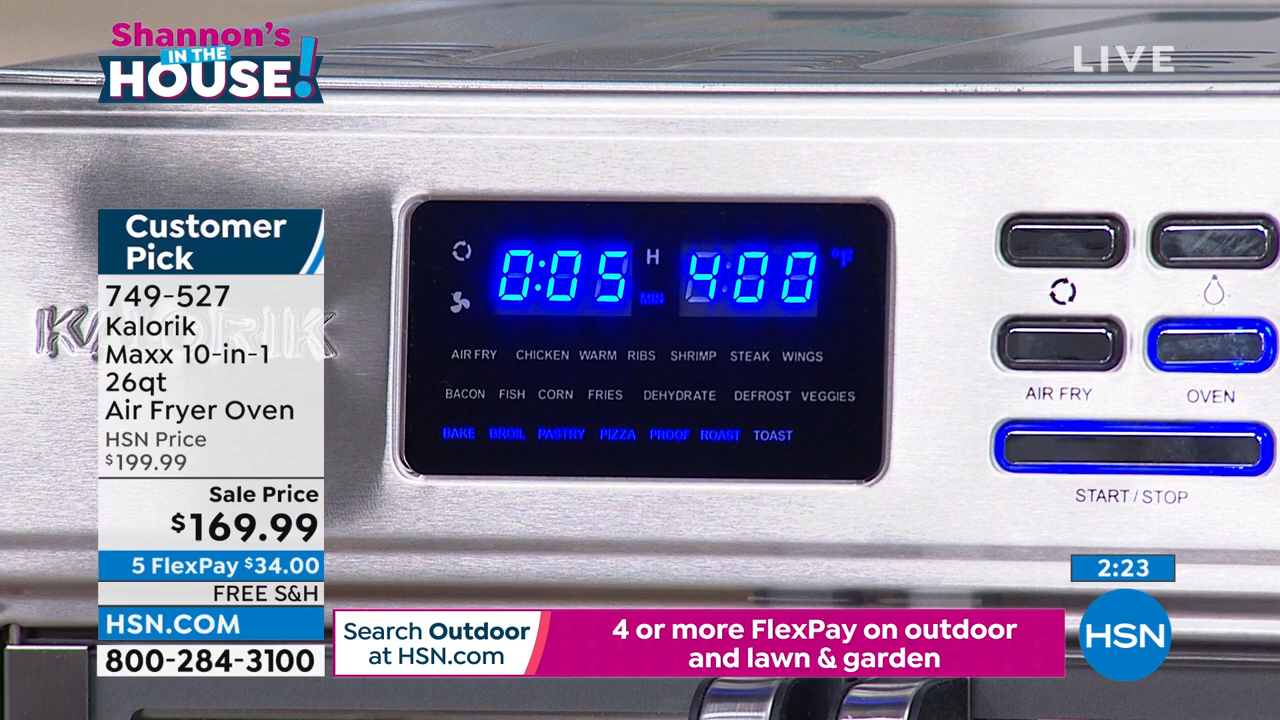 Shannon's
IN THE
HOUSE!
LIVE
Customer
Pick
749-527
Kalorik
Maxx 10-in-1
26qt
Air Fryer Oven
HSN Price
$199.99
Sale Price
$169.99
5 FlexPay $34.00
FREE S&H
HSN.COM
800-284-3100
KALORIK
0:05 H MIN 400 °F
AIR FRY CHICKEN WARM RIBS SHRIMP STEAK WINGS
BACON FISH CORN FRIES DEHYDRATE DEFROST VEGGIES
BAKE BROIL PASTRY PIZZA PROOF ROAST TOAST
AIR FRY OVEN
START/STOP
2:23
HSN
Search Outdoor
at HSN.com
4 or more FlexPay on outdoor
and lawn & garden